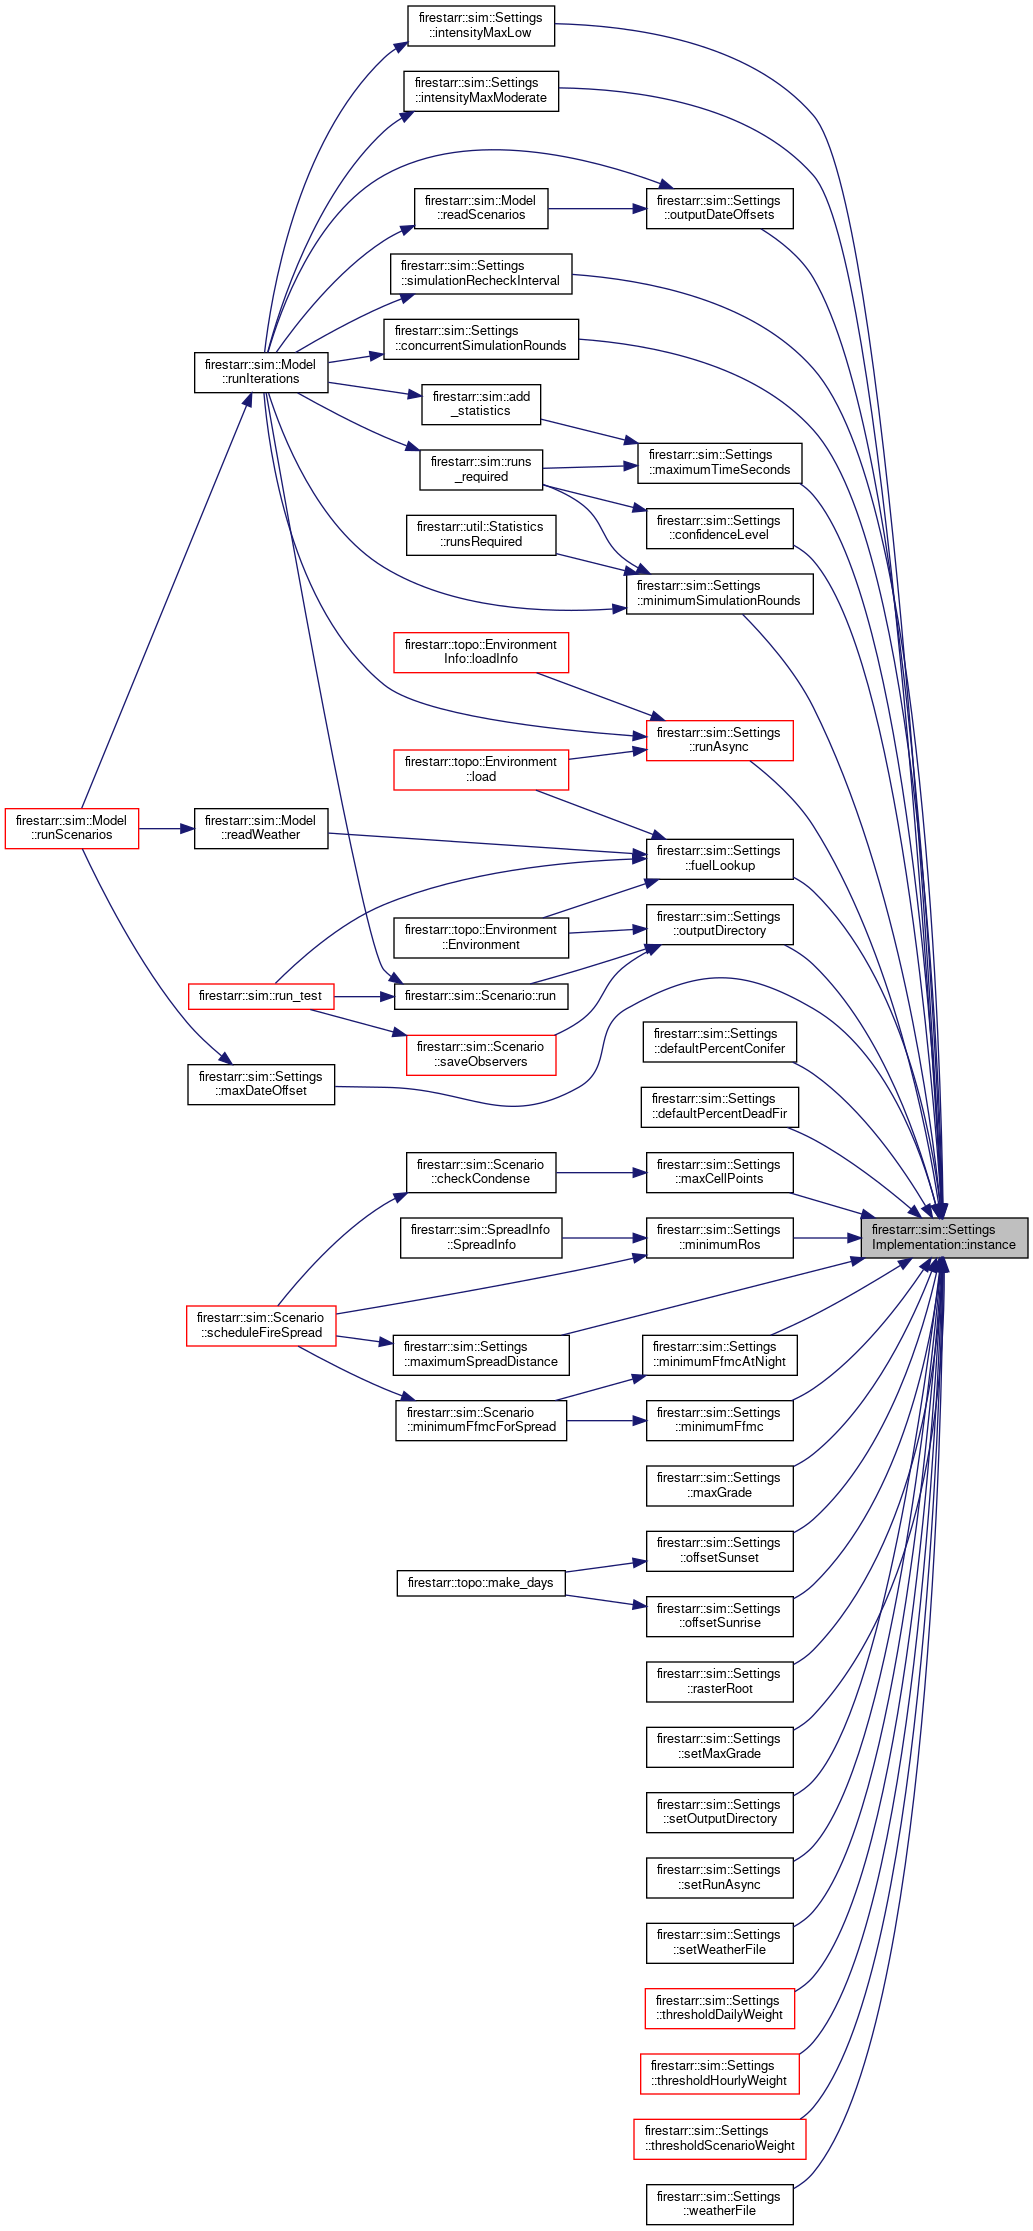 firestarr::sim::Settings
::intensityMaxLow
firestarr::sim::Settings
::intensityMaxModerate
firestarr::sim::Model
::readScenarios
firestarr::sim::Settings
::outputDateOffsets
firestarr::sim::Settings
::simulationRecheckInterval
firestarr::sim::Settings
::concurrentSimulationRounds
firestarr::sim::Model
::runIterations
firestarr::sim::add
_statistics
firestarr::sim::runs
_required
firestarr::sim::Settings
::maximumTimeSeconds
firestarr::util::Statistics
::runsRequired
firestarr::sim::Settings
::confidenceLevel
firestarr::sim::Settings
::minimumSimulationRounds
firestarr::topo::Environment
Info::loadInfo
firestarr::sim::Settings
::runAsync
firestarr::topo::Environment
::load
firestarr::sim::Model
::runScenarios
firestarr::sim::Model
::readWeather
firestarr::sim::Settings
::fuelLookup
firestarr::topo::Environment
::Environment
firestarr::sim::Settings
::outputDirectory
firestarr::sim::run_test
firestarr::sim::Scenario::run
firestarr::sim::Scenario
::saveObservers
firestarr::sim::Settings
::defaultPercentConifer
firestarr::sim::Settings
::maxDateOffset
firestarr::sim::Settings
::defaultPercentDeadFir
firestarr::sim::Scenario
::checkCondense
firestarr::sim::Settings
::maxCellPoints
firestarr::sim::Settings
Implementation::instance
firestarr::sim::SpreadInfo
::SpreadInfo
firestarr::sim::Settings
::minimumRos
firestarr::sim::Scenario
::scheduleFireSpread
firestarr::sim::Settings
::maximumSpreadDistance
firestarr::sim::Settings
::minimumFfmcAtNight
firestarr::sim::Scenario
::minimumFfmcForSpread
firestarr::sim::Settings
::minimumFfmc
firestarr::sim::Settings
::maxGrade
firestarr::sim::Settings
::offsetSunset
firestarr::topo::make_days
firestarr::sim::Settings
::offsetSunrise
firestarr::sim::Settings
::rasterRoot
firestarr::sim::Settings
::setMaxGrade
firestarr::sim::Settings
::setOutputDirectory
firestarr::sim::Settings
::setRunAsync
firestarr::sim::Settings
::setWeatherFile
firestarr::sim::Settings
::thresholdDailyWeight
firestarr::sim::Settings
::thresholdHourlyWeight
firestarr::sim::Settings
::thresholdScenarioWeight
firestarr::sim::Settings
::weatherFile